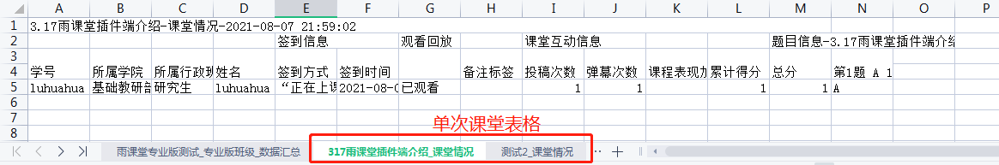 A B C D E F G H I J K L M N O P
1 3.17雨课堂插件端介绍-课堂情况-2021-08-07 21:59:02
2 签到信息 观看回放 课堂互动信息 题目信息-3.17雨课堂插件端介绍
3
4 学号 所属学院 所属行政班 姓名 签到方式 签到时间 备注标签 投稿次数 弹幕次数 课程表现加 累计得分 总分 第1题 A 1
5 luhuahua 基础教研部 研究生 luhuahua “正在上课 2021-08-0 已观看 1 1 1 1 A
6
7
8
单次课堂表格
雨课堂专业版测试_专业版班级_数据汇总 317雨课堂插件端介绍_课堂情况 测试2_课堂情况 ··· +